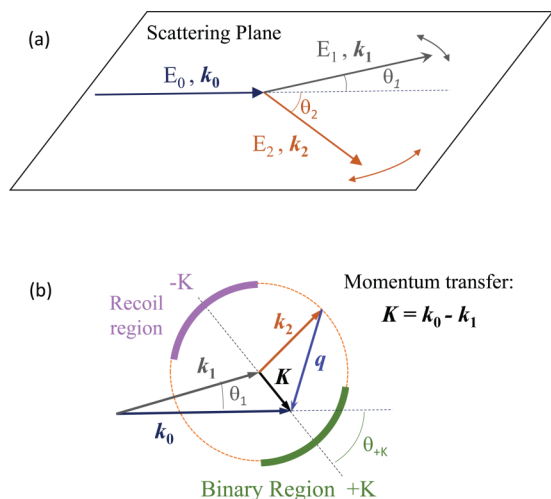 (a)
Scattering Plane
E₀ , k₀
E₁ , k₁
θ₁
θ₂
E₂ , k₂
(b)
-K
Recoil
region
Momentum transfer:
K = k₀ - k₁
k₂
k₁
K
q
θ₁
k₀
θ₊K
Binary Region +K